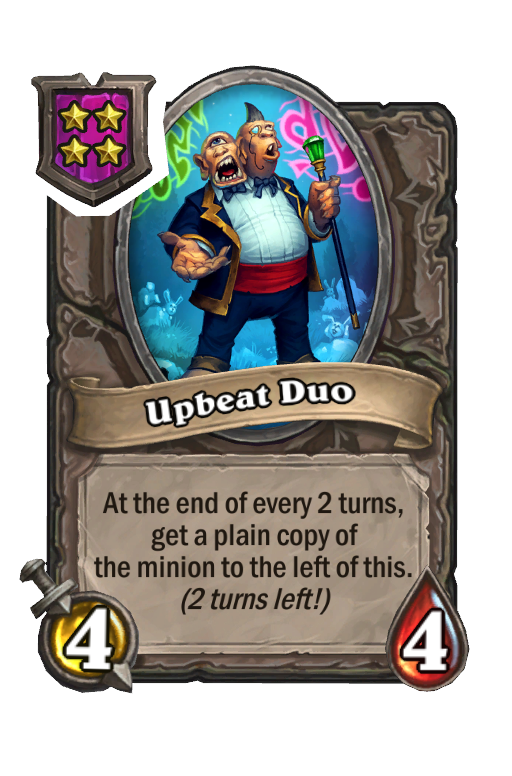 Upbeat Duo
At the end of every 2 turns,
get a plain copy of
the minion to the left of this.
(2 turns left!)
4
4